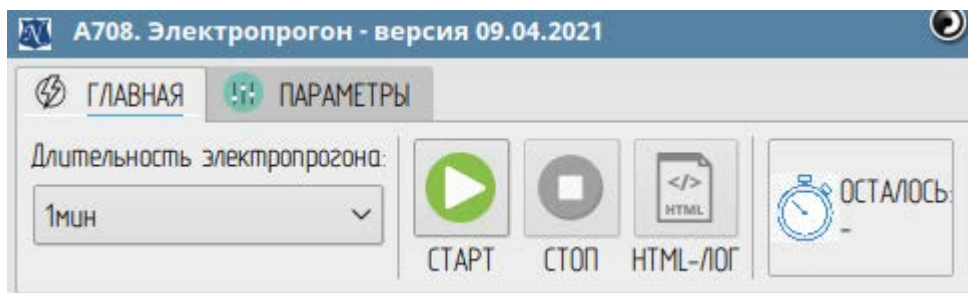 А708. Электропрогон - версия 09.04.2021
ГЛАВНАЯ
ПАРАМЕТРЫ
Длительность электропрогона:
1мин
СТАРТ
СТОП
</>
HTML
HTML-ЛОГ
ОСТАЛОСЬ:
-